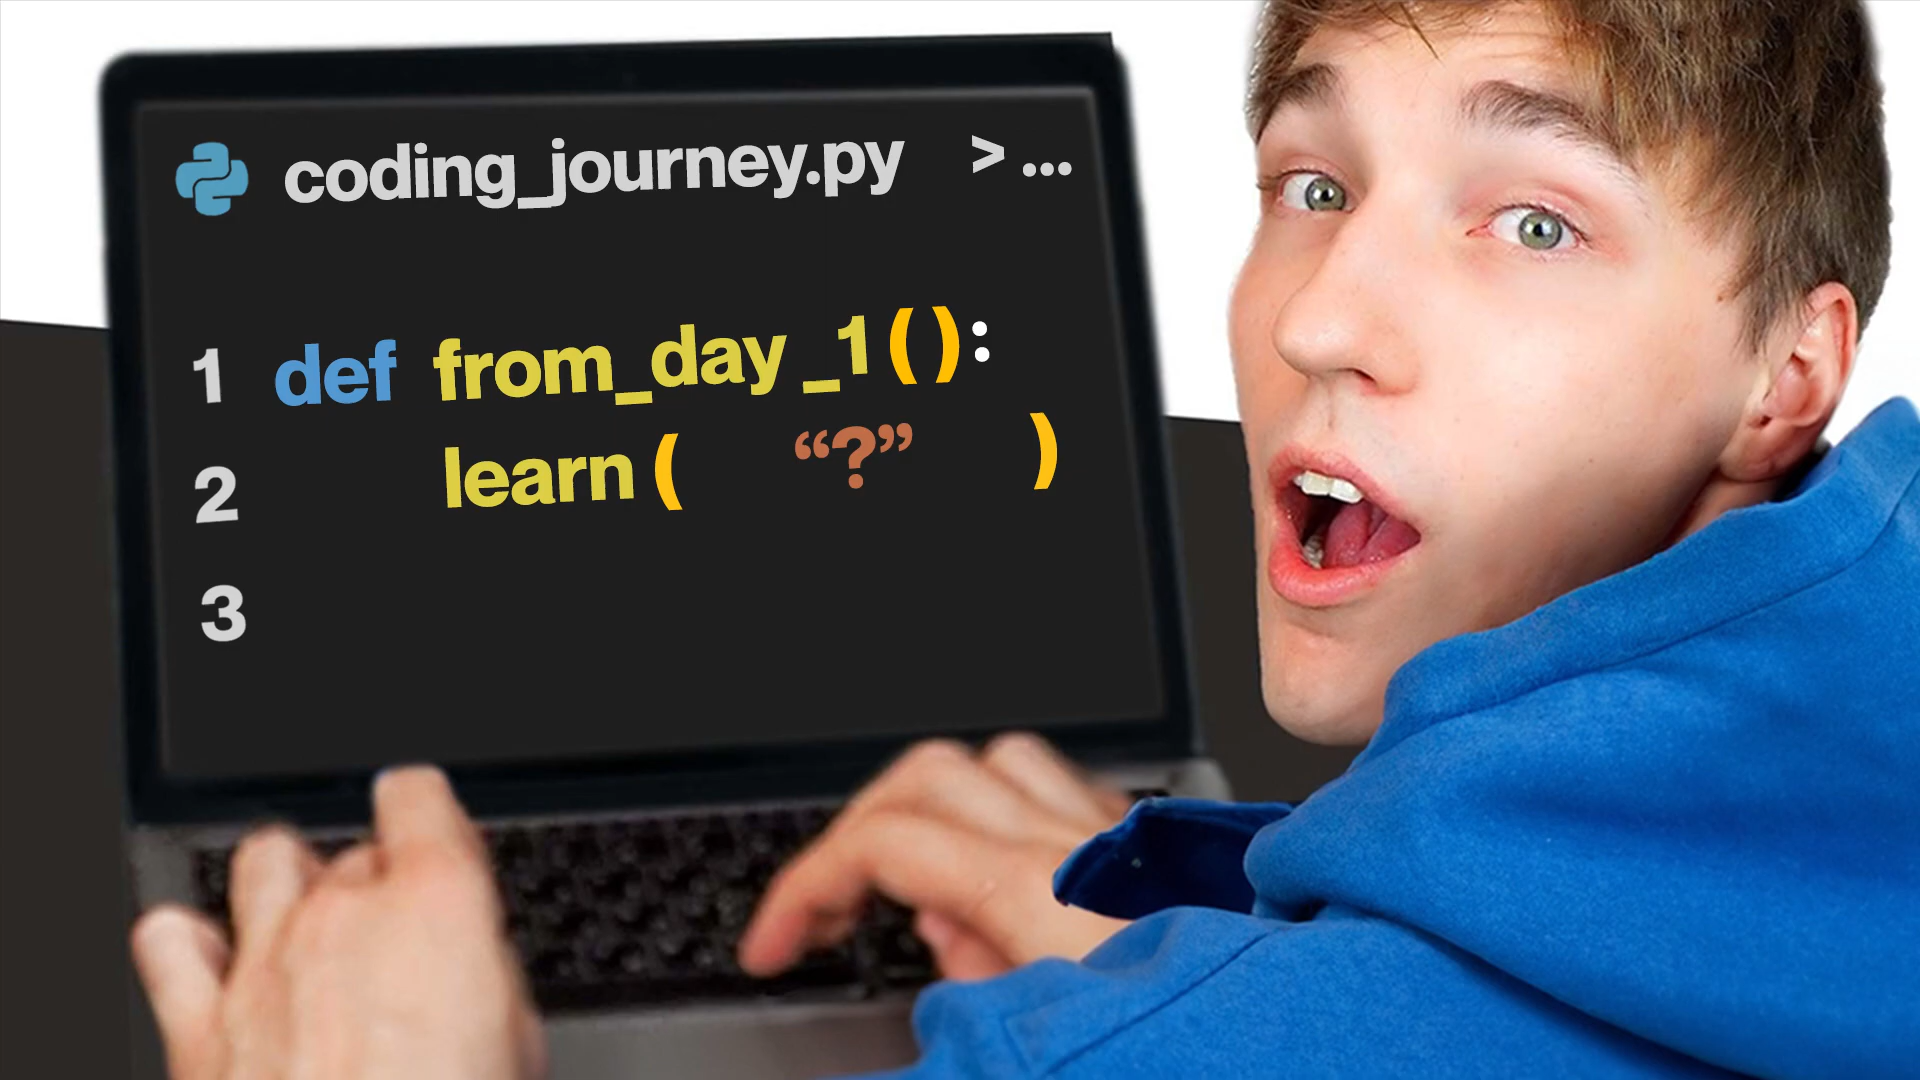 coding_journey.py > ...
1 def from_day_1():
2 learn( “?” )
3